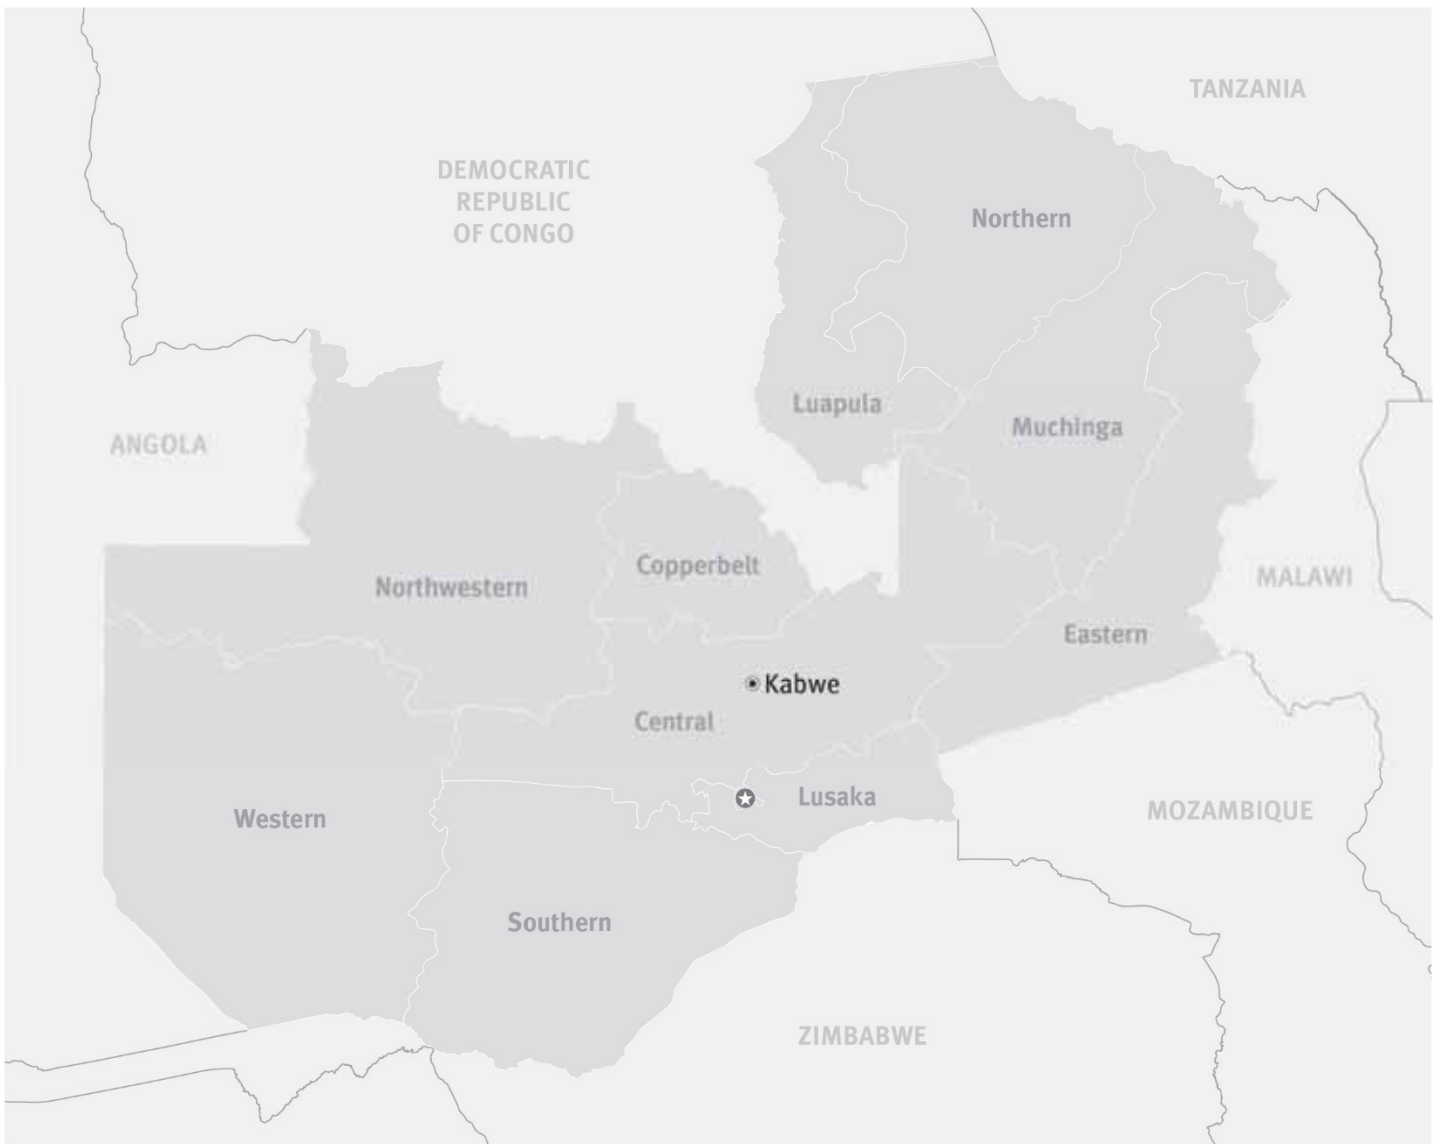 TANZANIA
DEMOCRATIC
REPUBLIC
OF CONGO
Northern
Luapula
Muchinga
ANGOLA
Copperbelt
MALAWI
Northwestern
Eastern
Kabwe
Central
Lusaka
MOZAMBIQUE
Western
Southern
ZIMBABWE